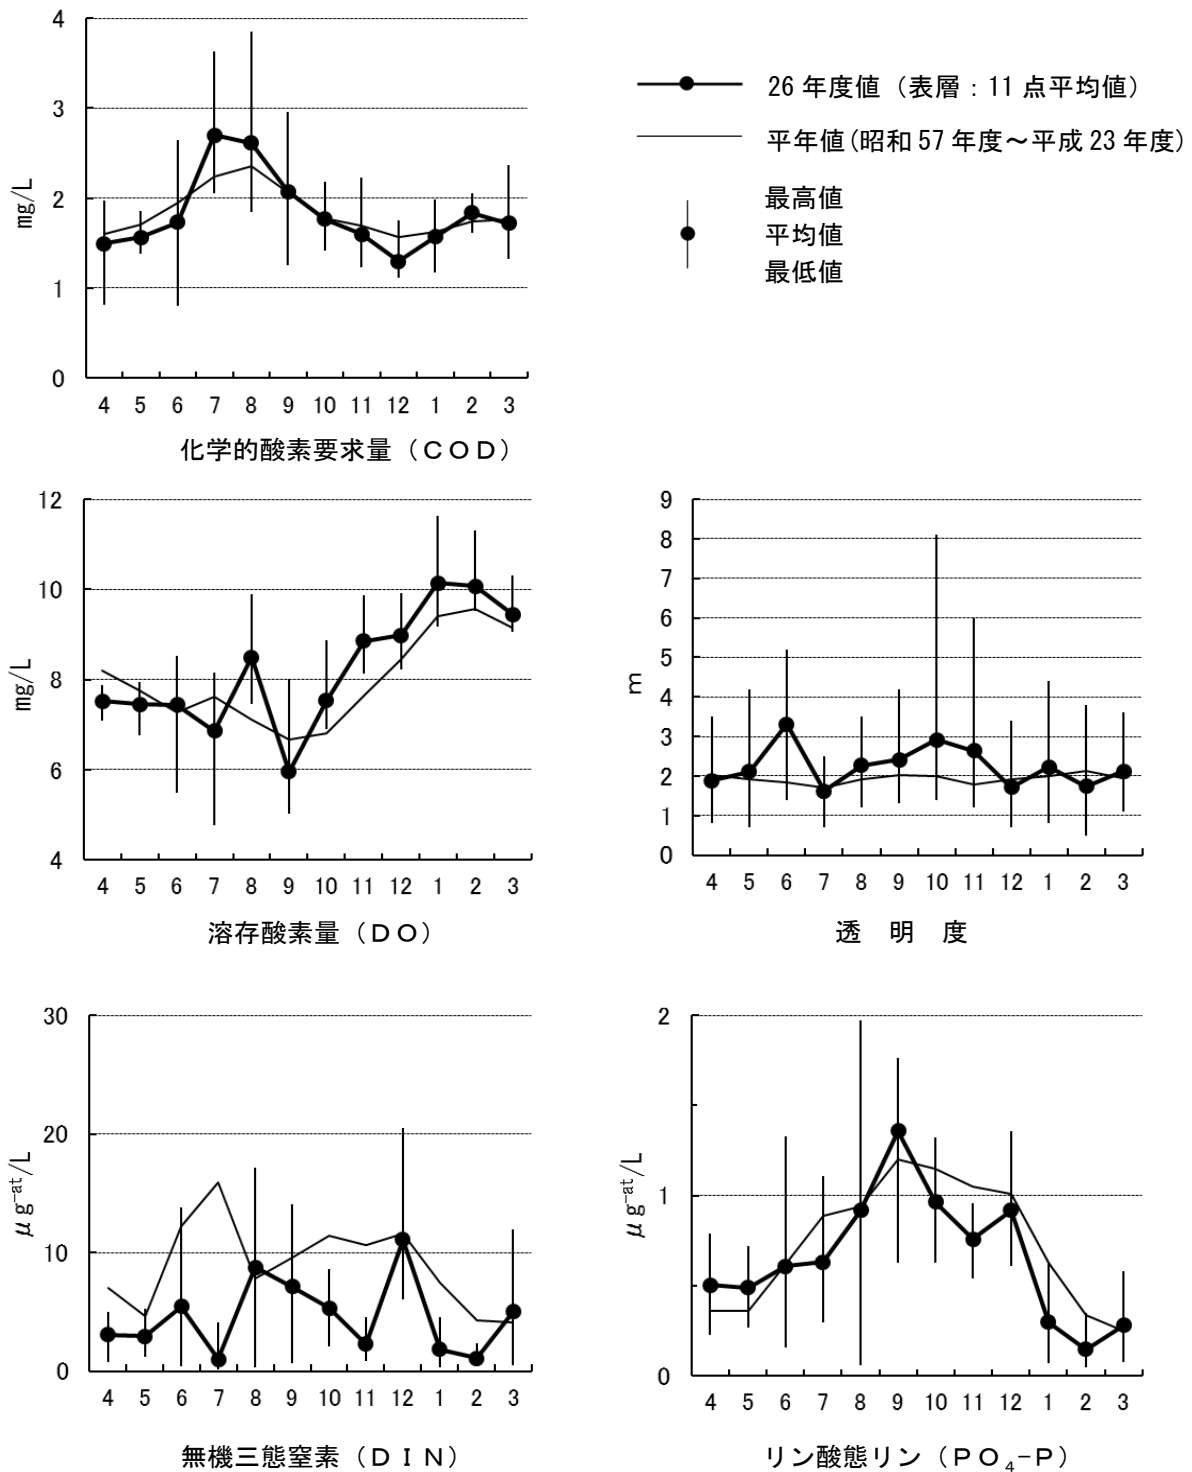 4
3
2
1
0
mg/L
4 5 6 7 8 9 10 11 12 1 2 3
化学的酸素要求量（ＣＯＤ）
26 年度値（表層：11 点平均値）
平年値(昭和 57 年度～平成 23 年度)
最高値
平均値
最低値
12
10
8
6
4
mg/L
4 5 6 7 8 9 10 11 12 1 2 3
溶存酸素量（ＤＯ）
9
8
7
6
5
4
3
2
1
0
m
4 5 6 7 8 9 10 11 12 1 2 3
透　明　度
30
20
10
0
μg-at/L
4 5 6 7 8 9 10 11 12 1 2 3
無機三態窒素（ＤＩＮ）
2
1
0
μg-at/L
4 5 6 7 8 9 10 11 12 1 2 3
リン酸態リン（ＰＯ₄-Ｐ）